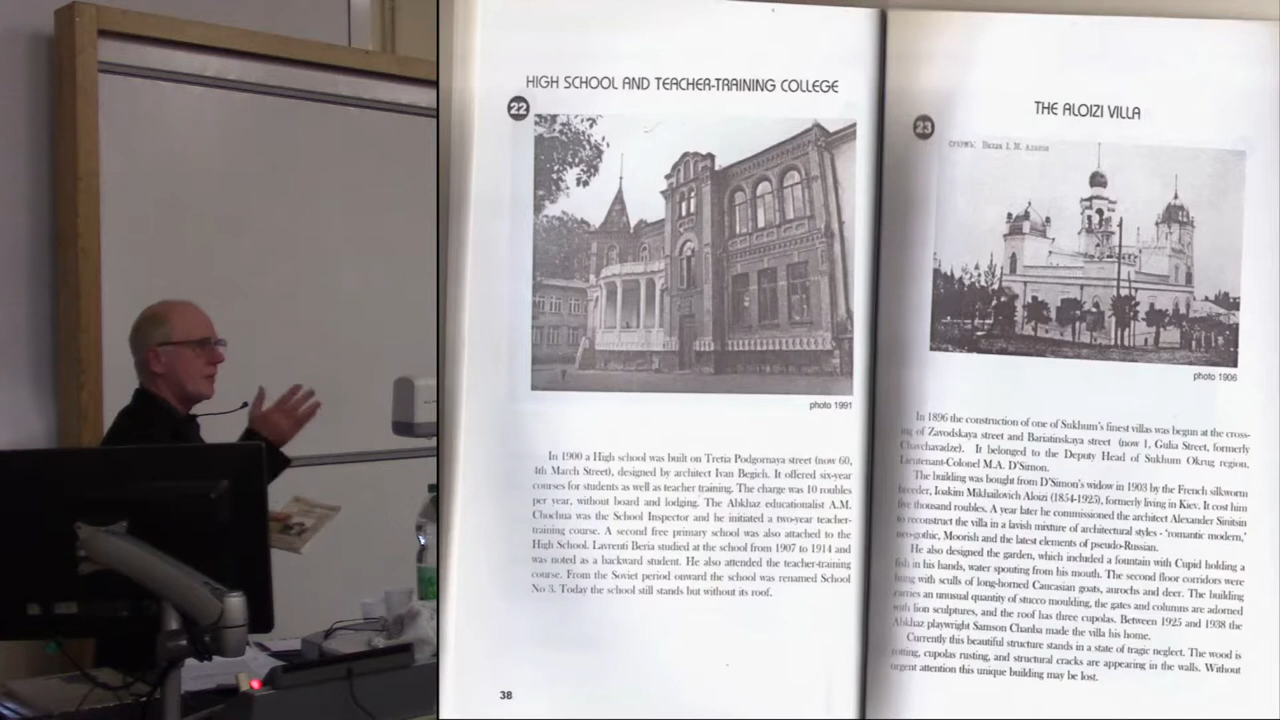 HIGH SCHOOL AND TEACHER-TRAINING COLLEGE
22
photo 1991
In 1900 a High school was built on Tretia Podgornaya street (now 60,
4th March Street), designed by architect Ivan Begich. It offered six-year
courses for students as well as teacher training. The charge was 10 roubles
per year, without board and lodging. The Abkhaz educationalist A.M.
Chochua was the School Inspector and he initiated a two-year teacher-
training course. A second free primary school was also attached to the
High School. Lavrenti Beria studied at the school from 1907 to 1914 and
was noted as a backward student. He also attended the teacher-training
course. From the Soviet period onward the school was renamed School
No 3. Today the school still stands but without its roof.
38
THE ALOIZI VILLA
23
СУХУМЪ. Вилла I. М. Алоизи
photo 1906
In 1896 the construction of one of Sukhum's finest villas was begun at the cross-
ing of Zavodskaya street and Bariatinskaya street (now 1, Gulia Street, formerly
Chavchavadze). It belonged to the Deputy Head of Sukhum Okrug region,
Lieutenant-Colonel M.A. D'Simon.
The building was bought from D'Simon's widow in 1903 by the French silkworm
breeder, Ioakim Mikhailovich Aloizi (1854-1925), formerly living in Kiev. It cost him
five thousand roubles. A year later he commissioned the architect Alexander Sinitsin
to reconstruct the villa in a lavish mixture of architectural styles - 'romantic modern,'
neo-gothic, Moorish and the latest elements of pseudo-Russian.
He also designed the garden, which included a fountain with Cupid holding a
fish in his hands, water spouting from his mouth. The second floor corridors were
hung with sculls of long-horned Caucasian goats, aurochs and deer. The building
carries an unusual quantity of stucco moulding, the gates and columns are adorned
with lion sculptures, and the roof has three cupolas. Between 1925 and 1938 the
Abkhaz playwright Samson Chanba made the villa his home.
Currently this beautiful structure stands in a state of tragic neglect. The wood is
rotting, cupolas rusting, and structural cracks are appearing in the walls. Without
urgent attention this unique building may be lost.